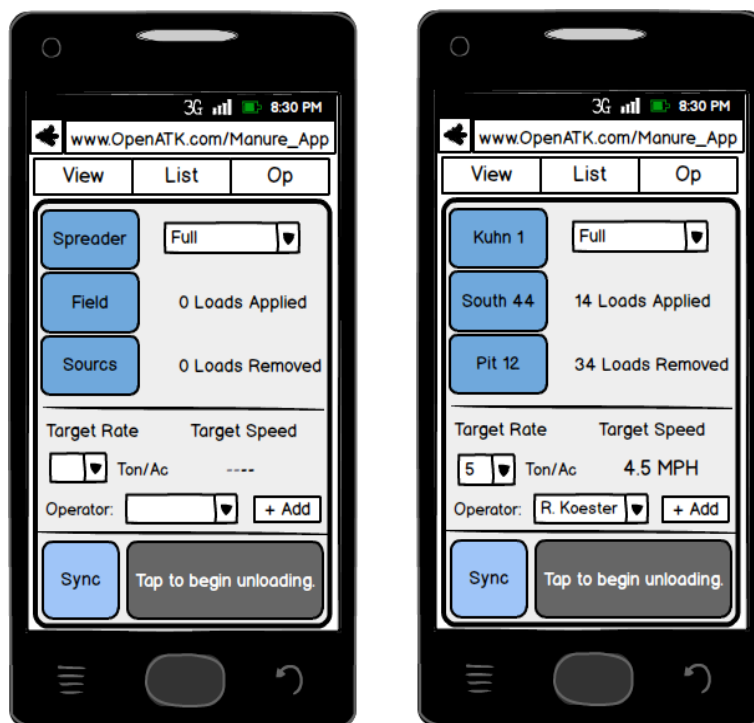 3G 8:30 PM
www.OpenATK.com/Manure_App
View List Op
Spreader Full
Field 0 Loads Applied
Sourcs 0 Loads Removed
Target Rate Target Speed
Ton/Ac ----
Operator: + Add
Sync Tap to begin unloading.
3G 8:30 PM
www.OpenATK.com/Manure_App
View List Op
Kuhn 1 Full
South 44 14 Loads Applied
Pit 12 34 Loads Removed
Target Rate Target Speed
5 Ton/Ac 4.5 MPH
Operator: R. Koester + Add
Sync Tap to begin unloading.